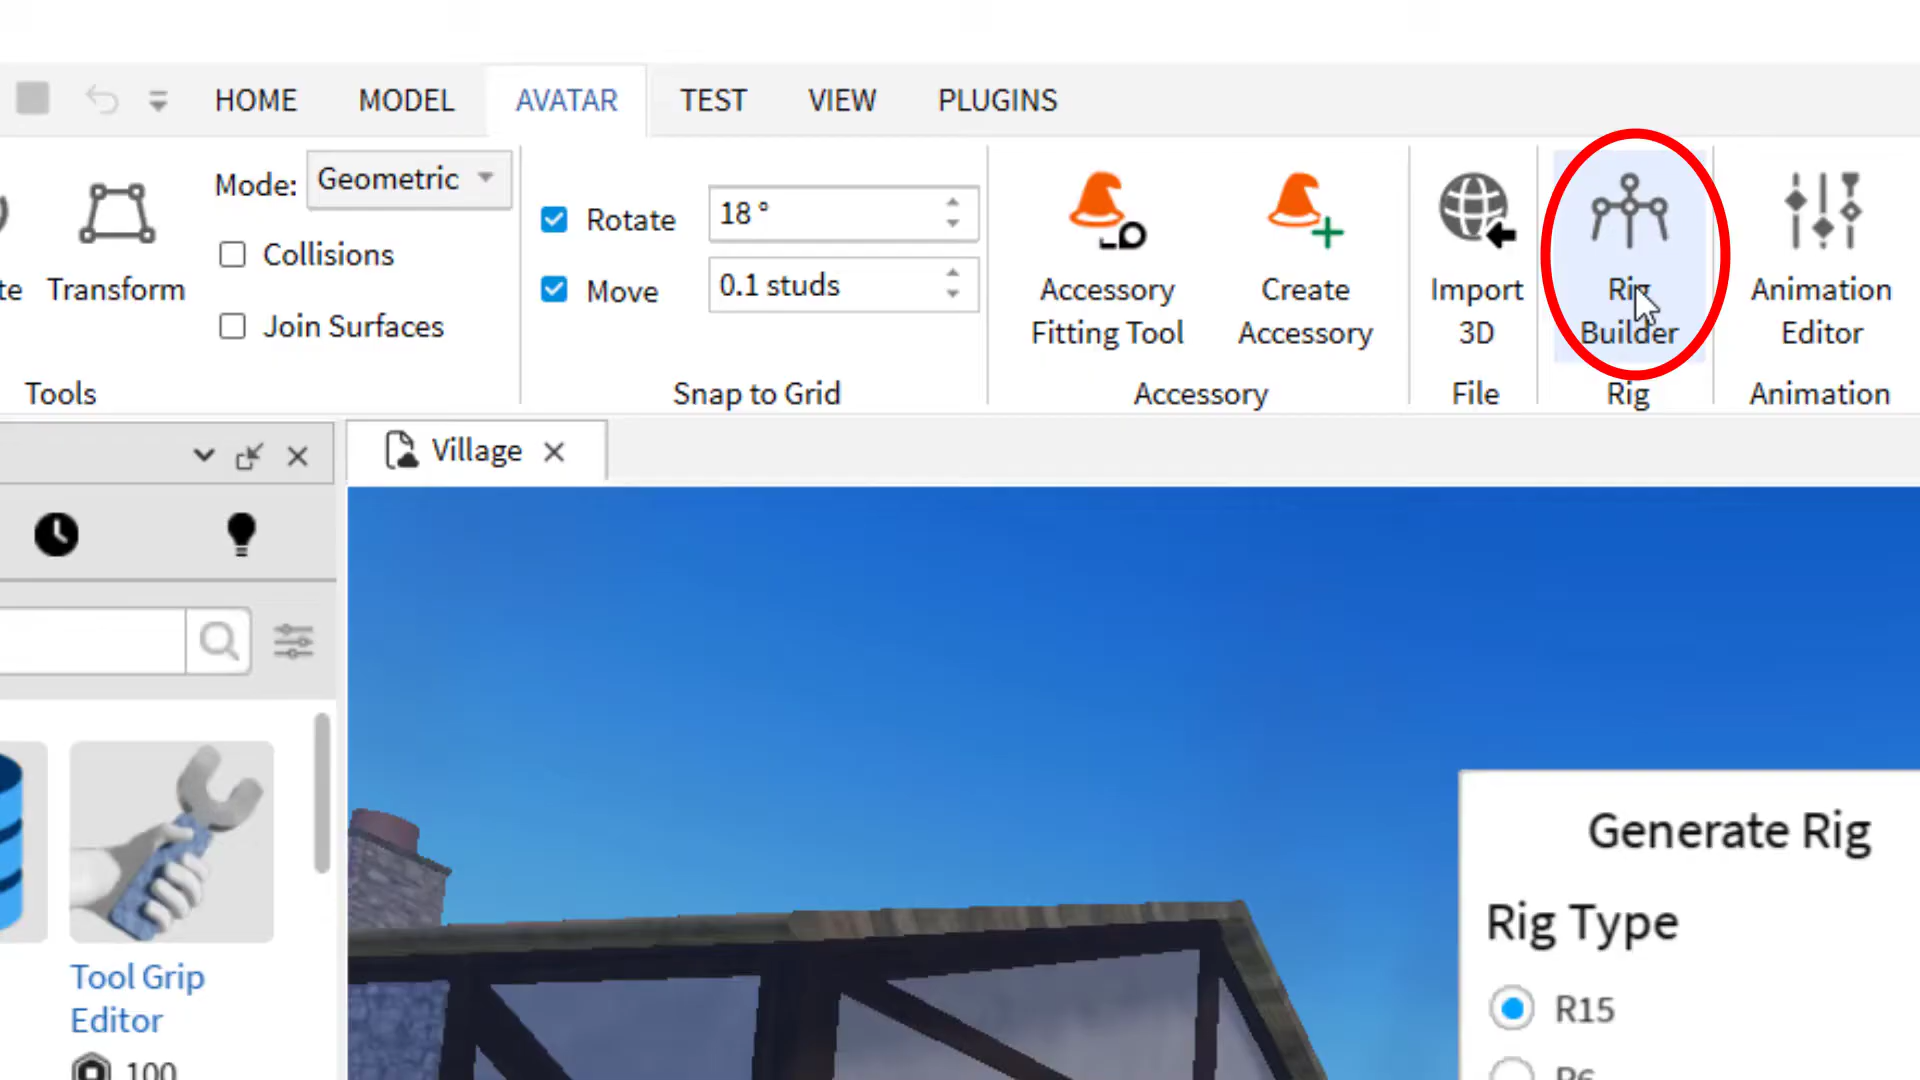 HOME MODEL AVATAR TEST VIEW PLUGINS
Mode: Geometric
Collisions
Join Surfaces
te Transform
Tools
Rotate 18 °
Move 0.1 studs
Snap to Grid
Accessory
Fitting Tool
Create
Accessory
Accessory
Import
3D
File
Rig
Builder
Rig
Animation
Editor
Animation
Village
Tool Grip
Editor
100
Generate Rig
Rig Type
R15
R6